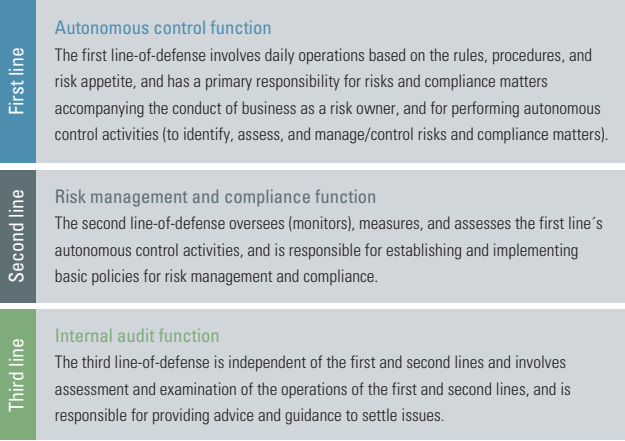 First line
Autonomous control function
The first line-of-defense involves daily operations based on the rules, procedures, and
risk appetite, and has a primary responsibility for risks and compliance matters
accompanying the conduct of business as a risk owner, and for performing autonomous
control activities (to identify, assess, and manage/control risks and compliance matters).
Second line
Risk management and compliance function
The second line-of-defense oversees (monitors), measures, and assesses the first line´s
autonomous control activities, and is responsible for establishing and implementing
basic policies for risk management and compliance.
Third line
Internal audit function
The third line-of-defense is independent of the first and second lines and involves
assessment and examination of the operations of the first and second lines, and is
responsible for providing advice and guidance to settle issues.